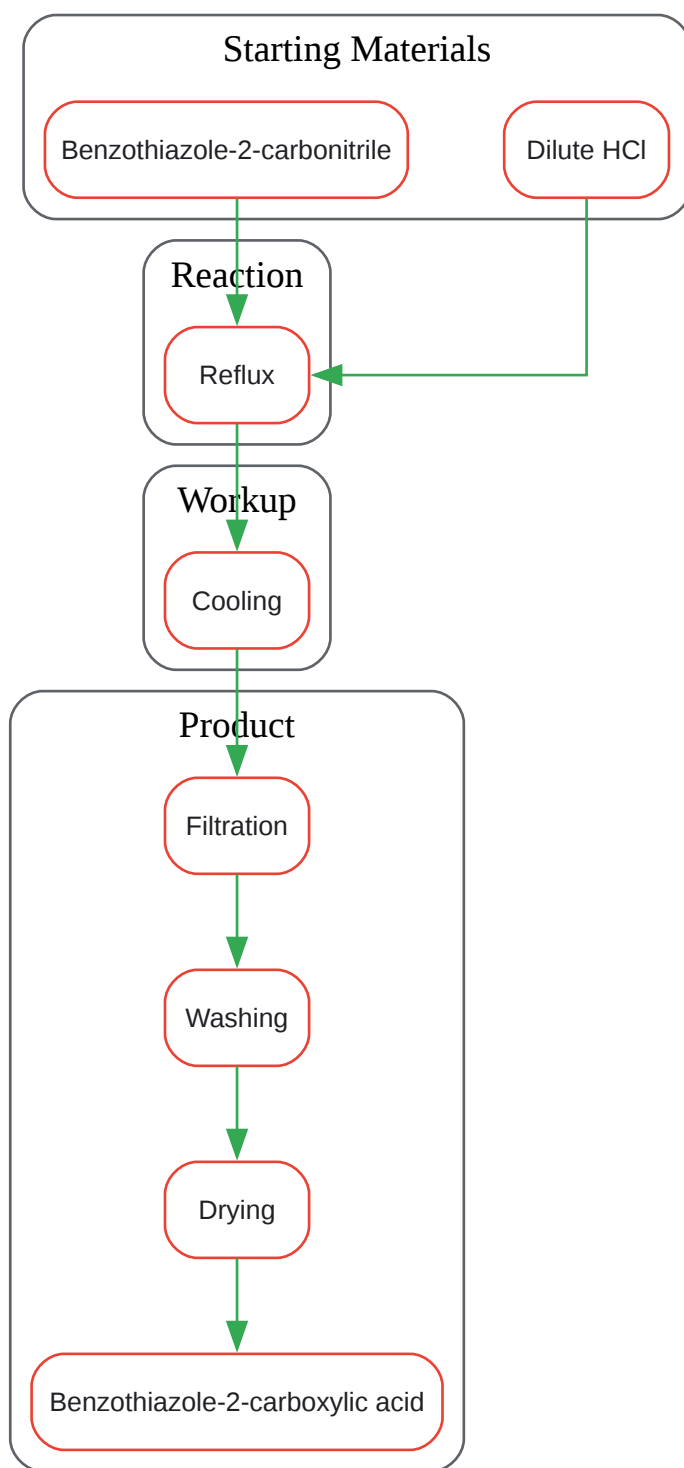 Starting Materials
Benzothiazole-2-carbonitrile
Dilute HCl
Reaction
Reflux
Workup
Cooling
Product
Filtration
Washing
Drying
Benzothiazole-2-carboxylic acid